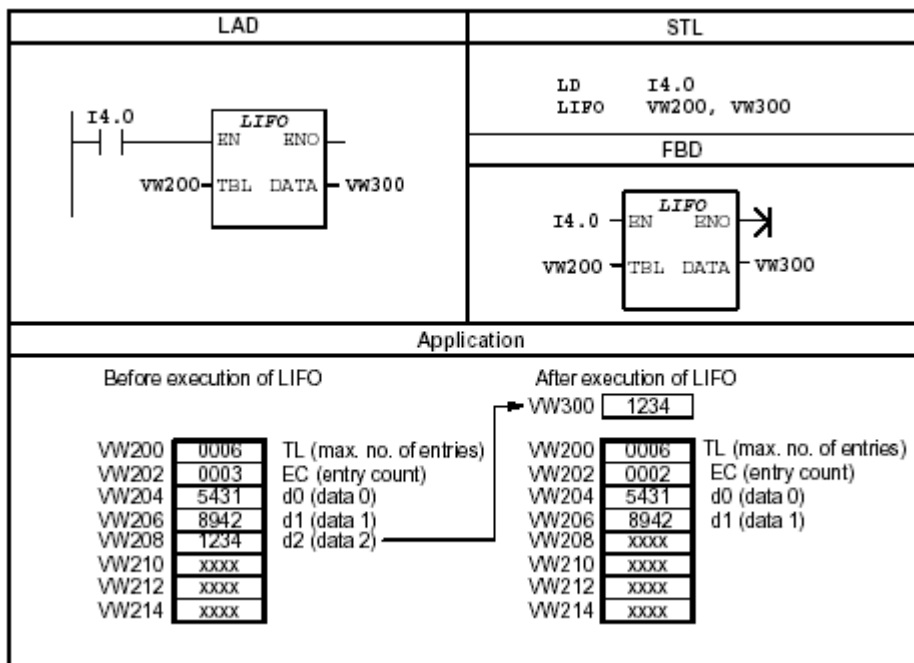 LAD
I4.0
LIFO
EN ENO
VW200 TBL DATA VW300
STL
LD I4.0
LIFO VW200, VW300
FBD
LIFO
I4.0 EN ENO
VW200 TBL DATA VW300
Application
Before execution of LIFO
VW200 0006 TL (max. no. of entries)
VW202 0003 EC (entry count)
VW204 5431 d0 (data 0)
VW206 8942 d1 (data 1)
VW208 1234 d2 (data 2)
VW210 xxxx
VW212 xxxx
VW214 xxxx
After execution of LIFO
VW300 1234
VW200 0006 TL (max. no. of entries)
VW202 0002 EC (entry count)
VW204 5431 d0 (data 0)
VW206 8942 d1 (data 1)
VW208 xxxx
VW210 xxxx
VW212 xxxx
VW214 xxxx